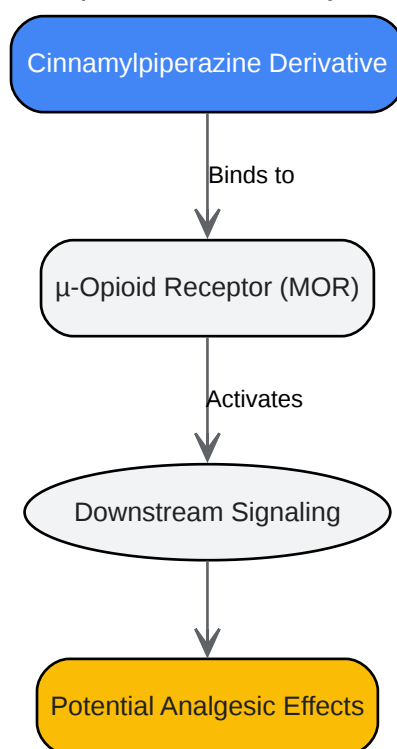 Cinnamylpiperazine Derivative
Binds to
µ-Opioid Receptor (MOR)
Activates
Downstream Signaling
Potential Analgesic Effects